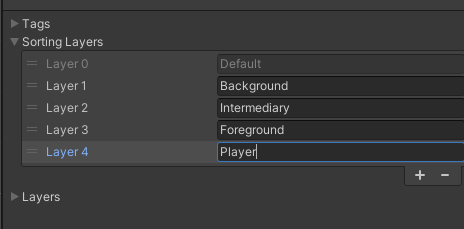 Tags
Sorting Layers
Layer 0 Default
Layer 1 Background
Layer 2 Intermediary
Layer 3 Foreground
Layer 4 Player
+ −
Layers